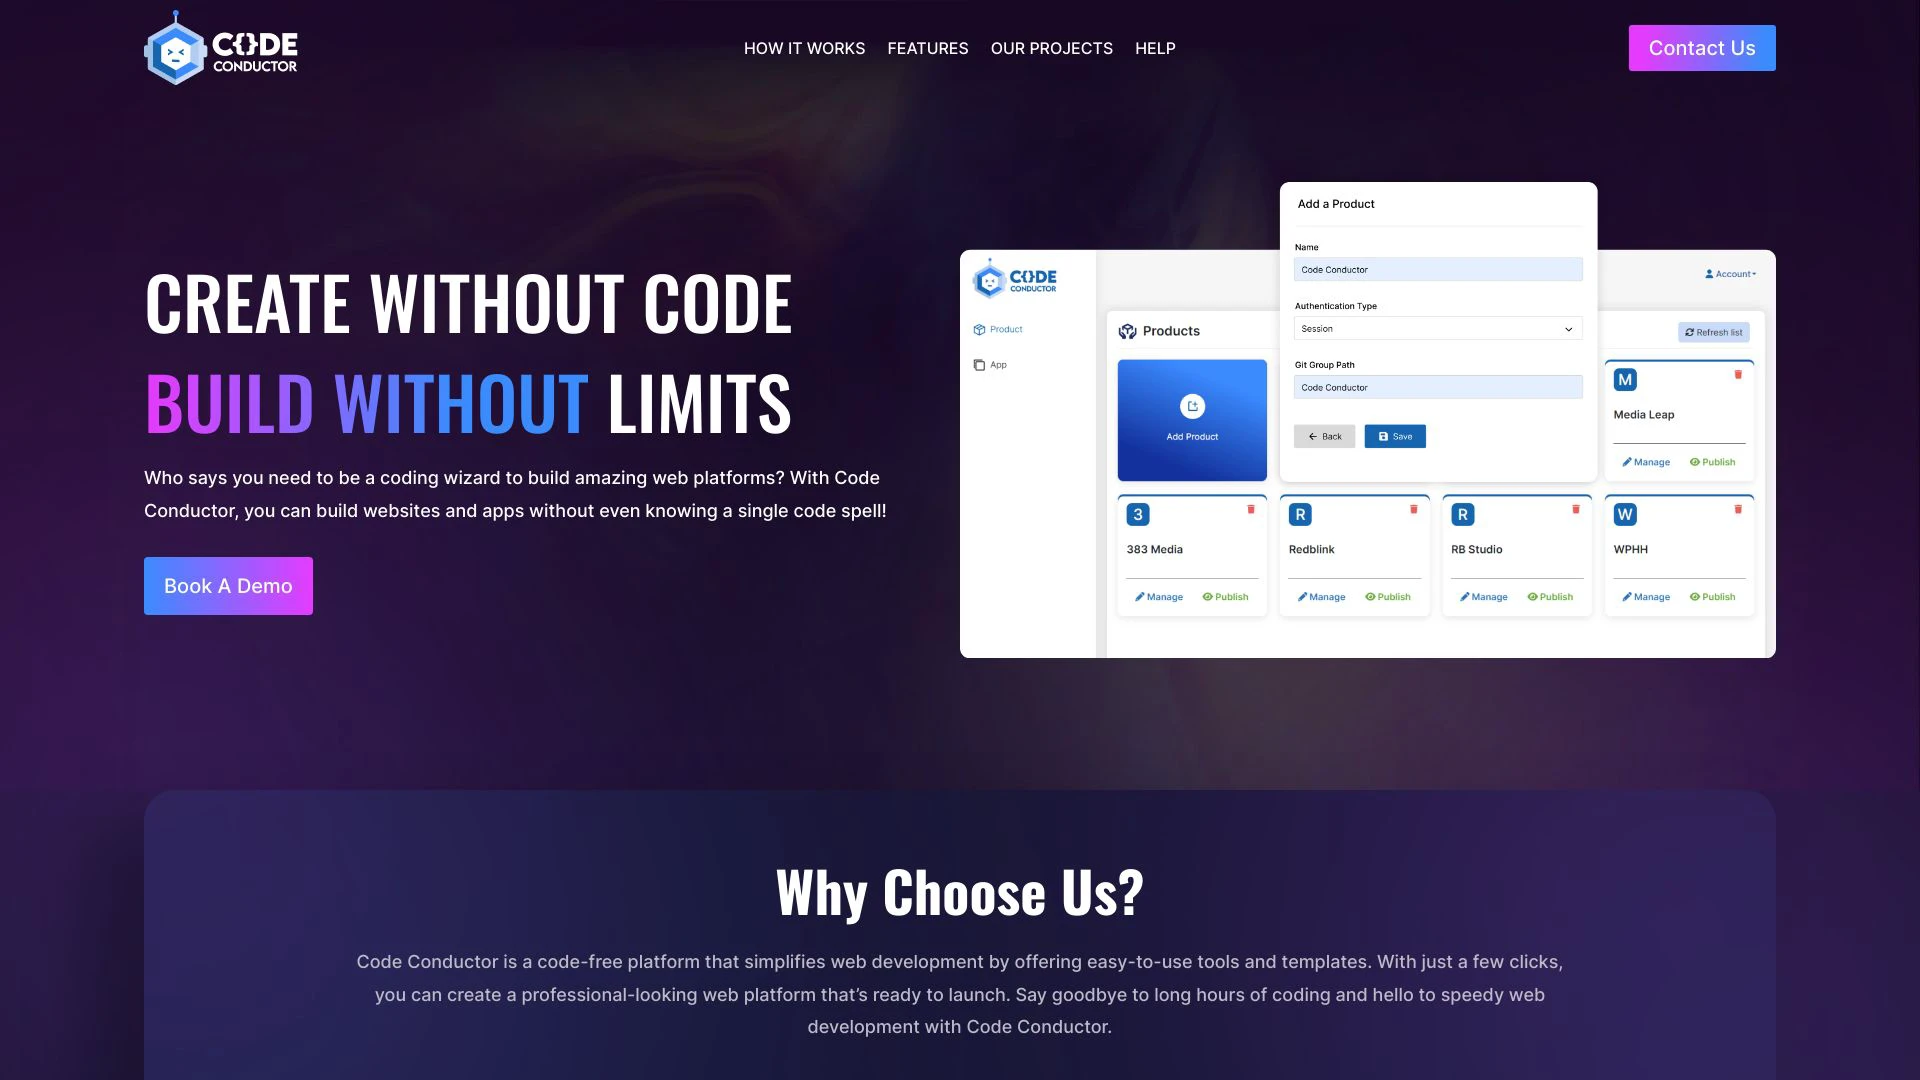 C{}DE
CONDUCTOR
HOW IT WORKS
FEATURES
OUR PROJECTS
HELP
Contact Us
CREATE WITHOUT CODE
BUILD WITHOUT LIMITS
Who says you need to be a coding wizard to build amazing web platforms? With Code
Conductor, you can build websites and apps without even knowing a single code spell!
Book A Demo
C{}DE
CONDUCTOR
Product
App
Account
Products
Refresh list
Add Product
Add a Product
Name
Code Conductor
Authentication Type
Session
Git Group Path
Code Conductor
Back
Save
M
Media Leap
Manage
Publish
3
383 Media
Manage
Publish
R
Redblink
Manage
Publish
R
RB Studio
Manage
Publish
W
WPHH
Manage
Publish
Why Choose Us?
Code Conductor is a code-free platform that simplifies web development by offering easy-to-use tools and templates. With just a few clicks,
you can create a professional-looking web platform that’s ready to launch. Say goodbye to long hours of coding and hello to speedy web
development with Code Conductor.